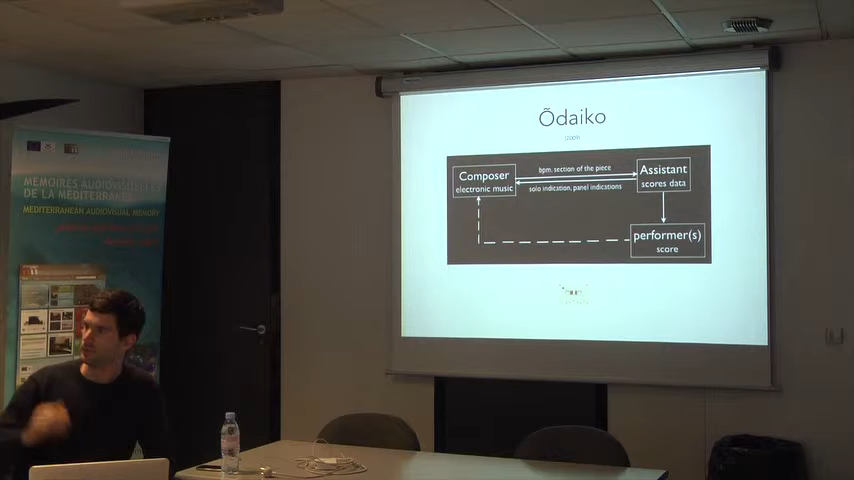 MEMOIRES AUDIOVISUELLES
DE LA MEDITERRANEE
MEDITERRANEAN AUDIOVISUAL MEMORY
Õdaiko
(2009)
Composer
electronic music
bpm, section of the piece
solo indication, panel indications
Assistant
scores data
performer(s)
score